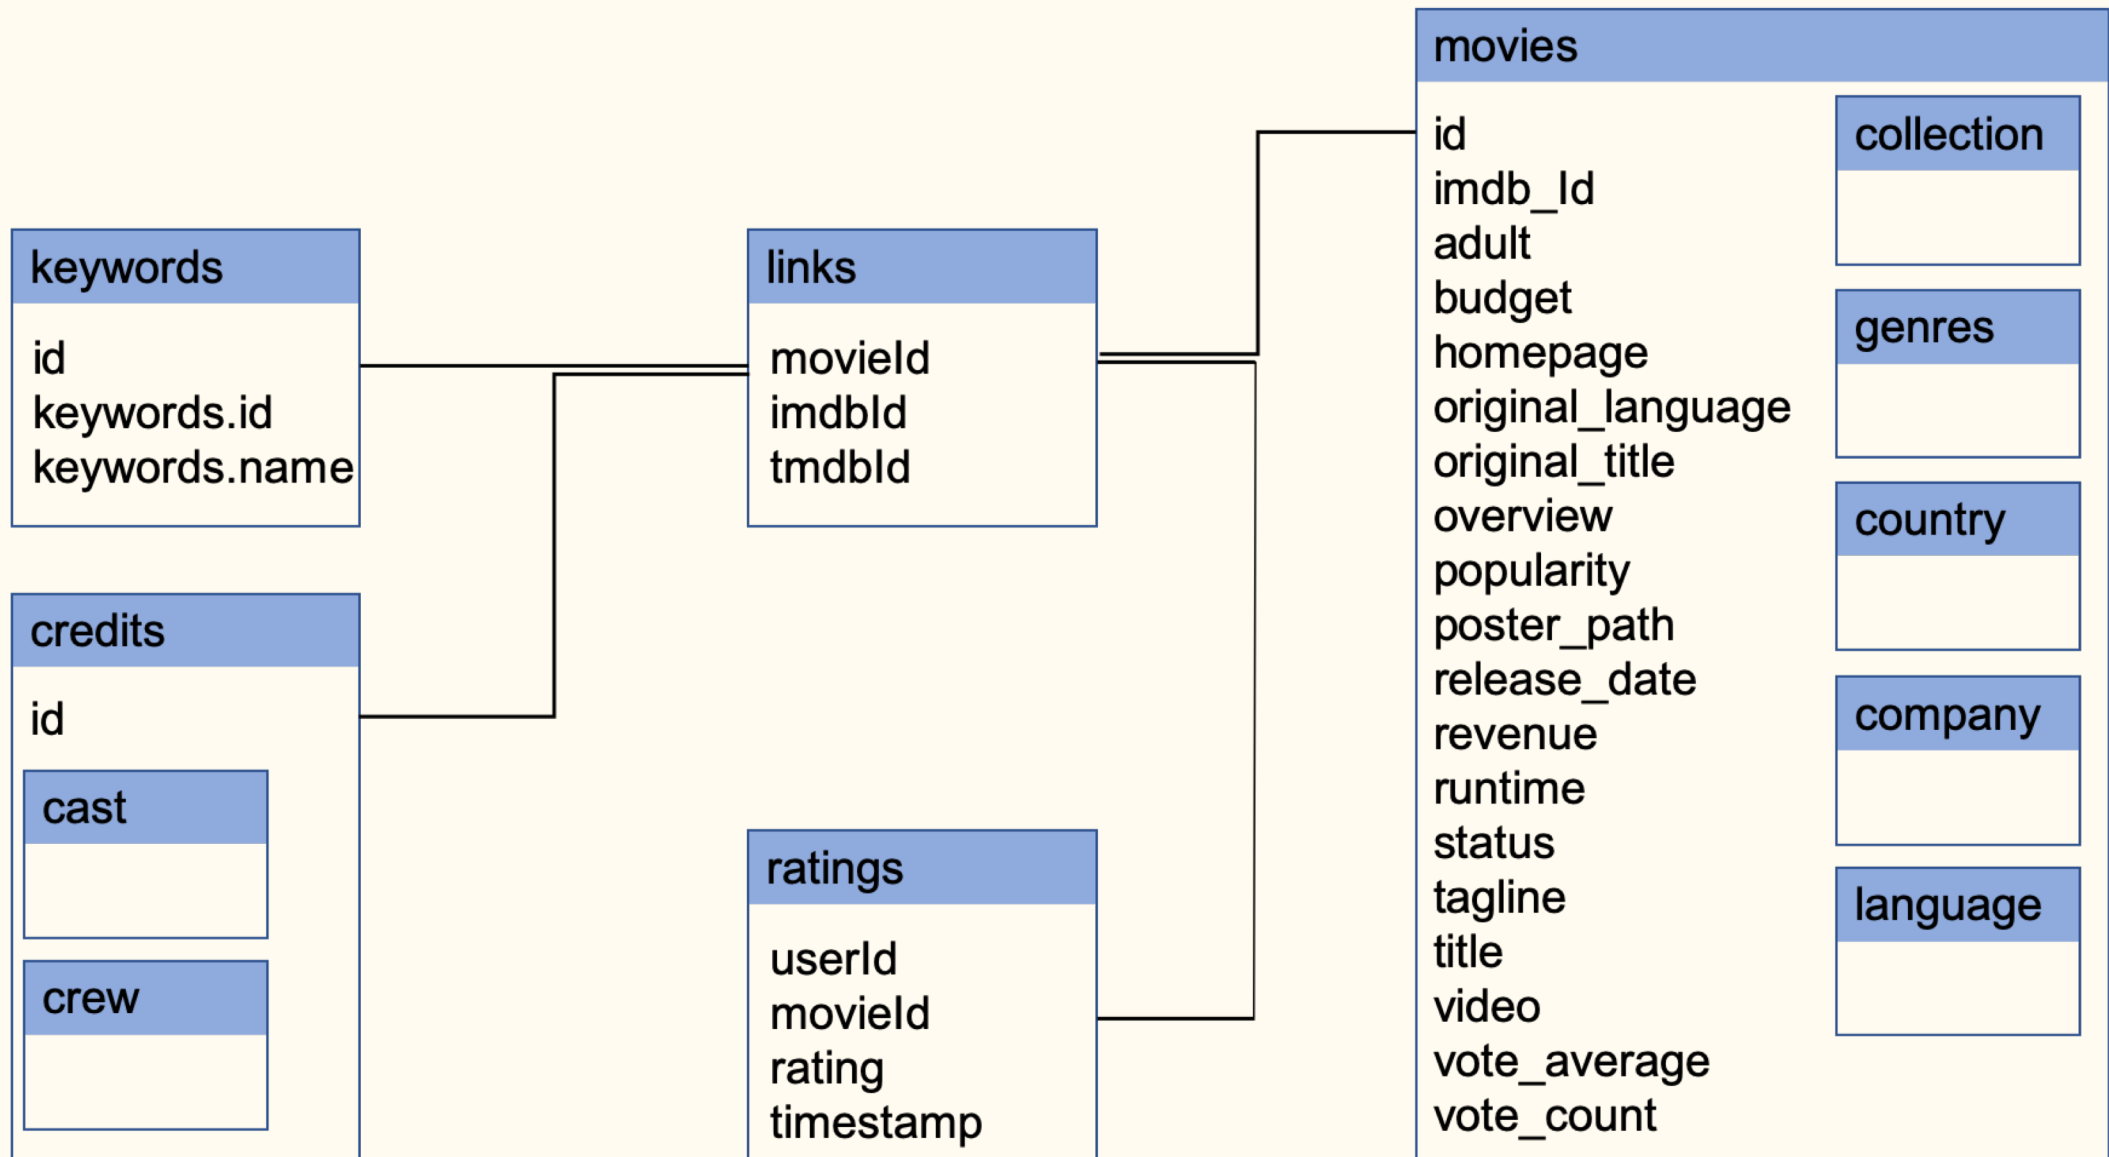 keywords
id
keywords.id
keywords.name
credits
id
cast
crew
links
movieId
imdbId
tmdbId
ratings
userId
movieId
rating
timestamp
movies
id
imdb_Id
adult
budget
homepage
original_language
original_title
overview
popularity
poster_path
release_date
revenue
runtime
status
tagline
title
video
vote_average
vote_count
collection
genres
country
company
language